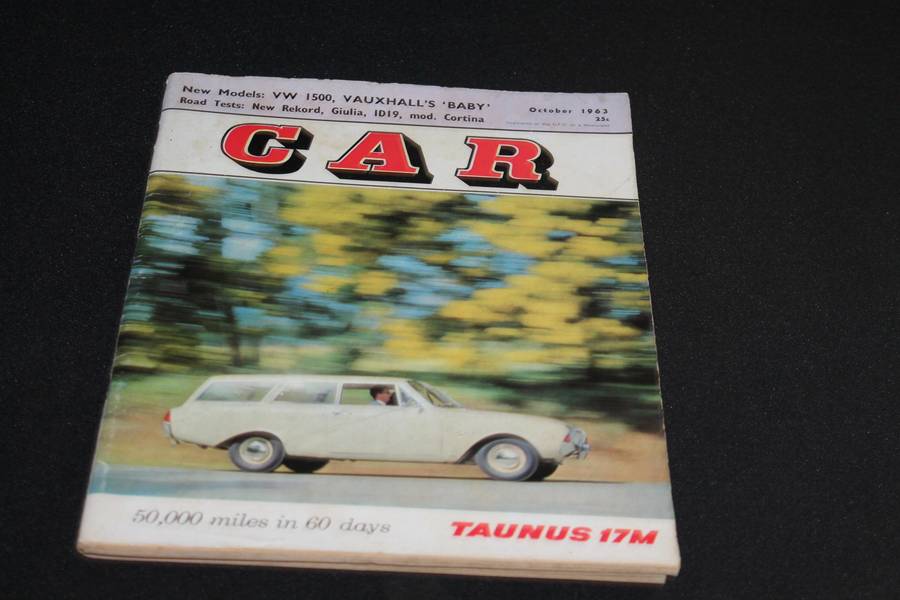 New Models: VW 1500, VAUXHALL'S 'BABY'
Road Tests: New Rekord, Giulia, ID19, mod. Cortina
October 1963
25c
CAR
50,000 miles in 60 days
TAUNUS 17M